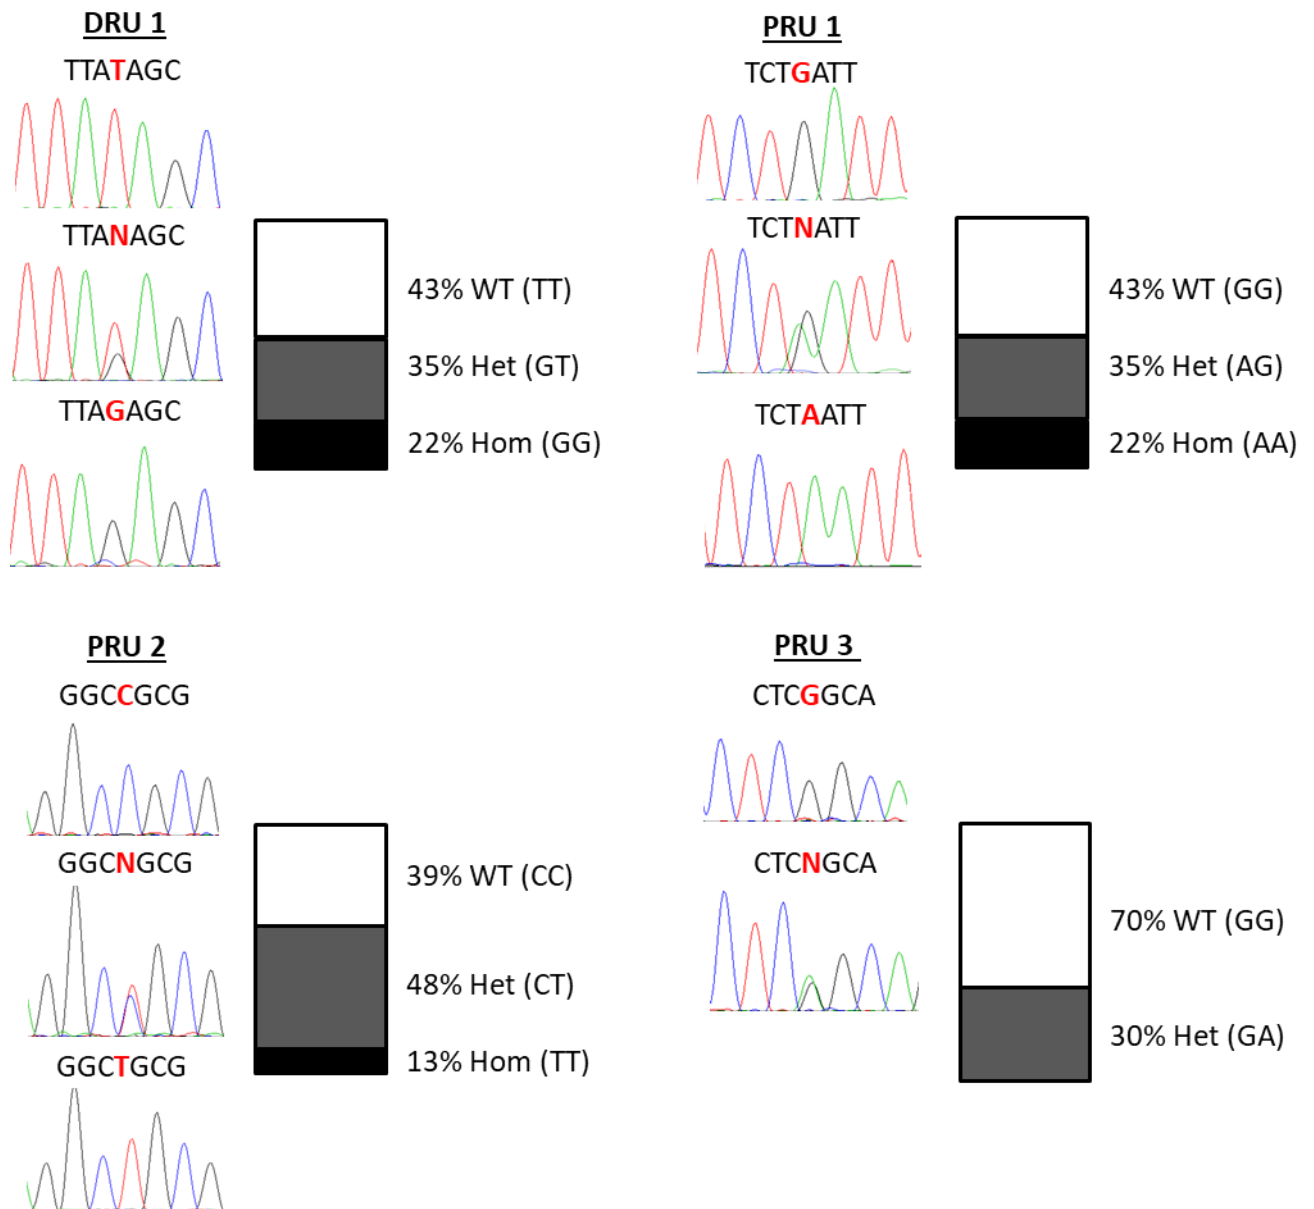 DRU 1
TTATAGC
TTANAGC
43% WT (TT)
35% Het (GT)
TTAGAGC
22% Hom (GG)
PRU 1
TCTGATT
TCTNATT
43% WT (GG)
35% Het (AG)
TCTAATT
22% Hom (AA)
PRU 2
GGCCGCG
GGCNGCG
39% WT (CC)
48% Het (CT)
13% Hom (TT)
GGCTGCG
PRU 3
CTCGGCA
CTCNGCA
70% WT (GG)
30% Het (GA)